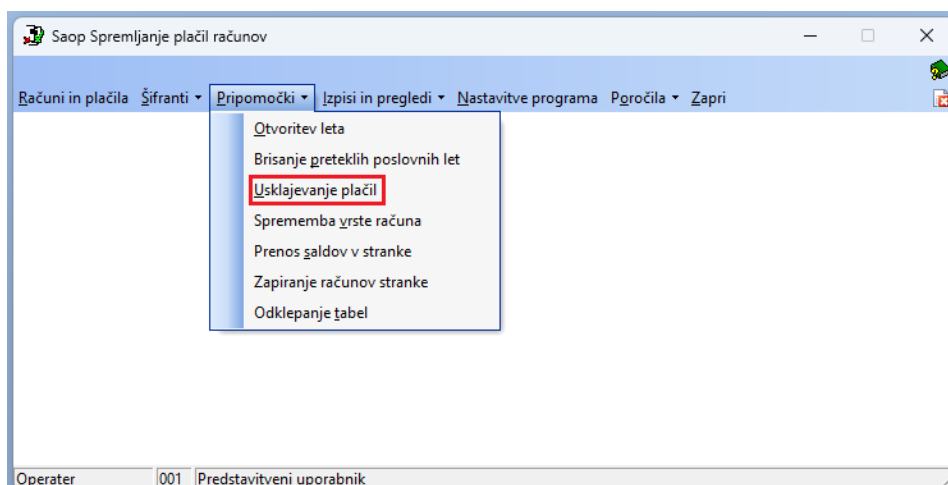 Saop Spremljanje plačil računov
Računi in plačila Šifranti Pripomočki Izpisi in pregledi Nastavitve programa Poročila Zapri
Otvoritev leta
Brisanje preteklih poslovnih let
Usklajevanje plačil
Sprememba vrste računa
Prenos saldov v stranke
Zapiranje računov stranke
Odklepanje tabel
Operater 001 Predstavitveni uporabnik